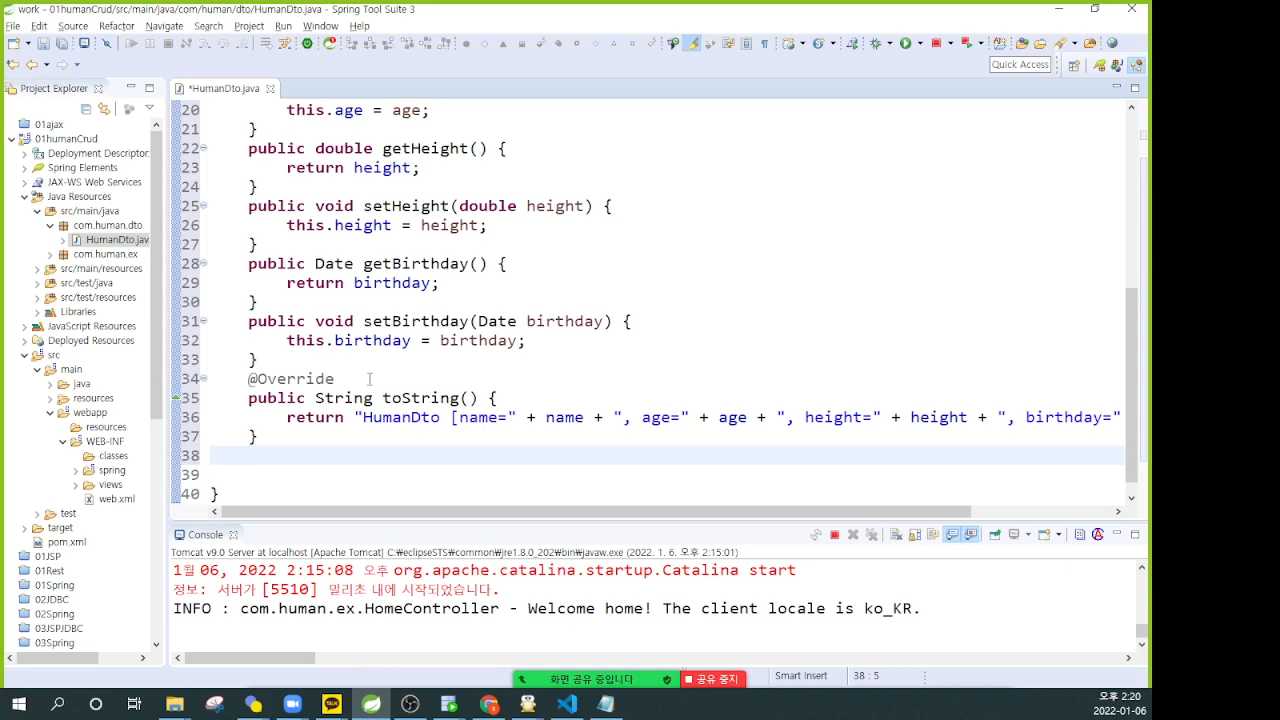 work - 01humanCrud/src/main/java/com/human/dto/HumanDto.java - Spring Tool Suite 3
File Edit Source Refactor Navigate Search Project Run Window Help
Quick Access
Project Explorer
*HumanDto.java
01ajax
01humanCrud
Deployment Descriptor:
Spring Elements
JAX-WS Web Services
Java Resources
src/main/java
com.human.dto
HumanDto.jav
com.human.ex
src/main/resources
src/test/java
src/test/resources
Libraries
JavaScript Resources
Deployed Resources
src
main
java
resources
webapp
resources
WEB-INF
classes
spring
views
web.xml
test
target
pom.xml
01JSP
01Rest
01Spring
02JDBC
02Spring
03JSPJDBC
03Spring
20 this.age = age;
21 }
22 public double getHeight() {
23 return height;
24 }
25 public void setHeight(double height) {
26 this.height = height;
27 }
28 public Date getBirthday() {
29 return birthday;
30 }
31 public void setBirthday(Date birthday) {
32 this.birthday = birthday;
33 }
34 @Override
35 public String toString() {
36 return "HumanDto [name=" + name + ", age=" + age + ", height=" + height + ", birthday="
37 }
38
39
40 }
Console
Tomcat v9.0 Server at localhost [Apache Tomcat] C:₩eclipseSTS₩common₩jre1.8.0_202₩bin₩javaw.exe (2022. 1. 6. 오후 2:15:01)
1월 06, 2022 2:15:08 오후 org.apache.catalina.startup.Catalina start
정보: 서버가 [5510] 밀리초 내에 시작되었습니다.
INFO : com.human.ex.HomeController - Welcome home! The client locale is ko_KR.
화면 공유 중입니다
공유 중지
Smart Insert
38 : 5
TALK
오후 2:20
2022-01-06